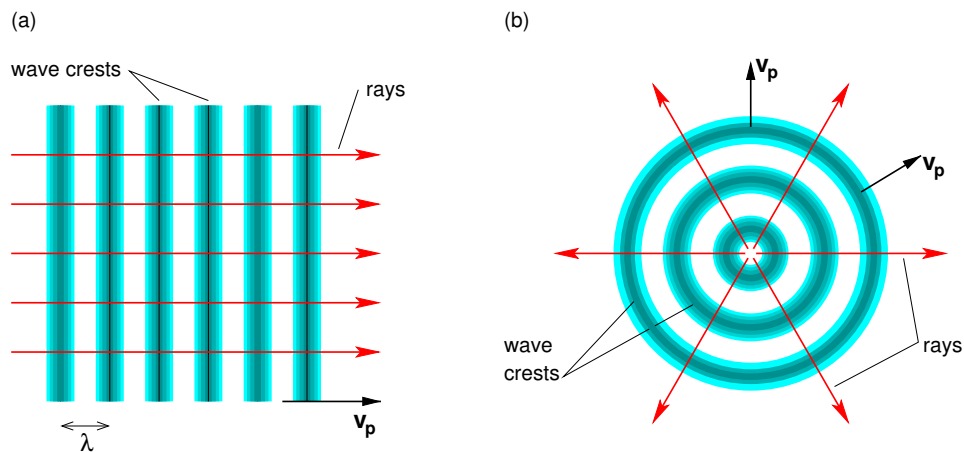 (a)
wave crests
rays
v_p
λ
(b)
v_p
v_p
wave
crests
rays